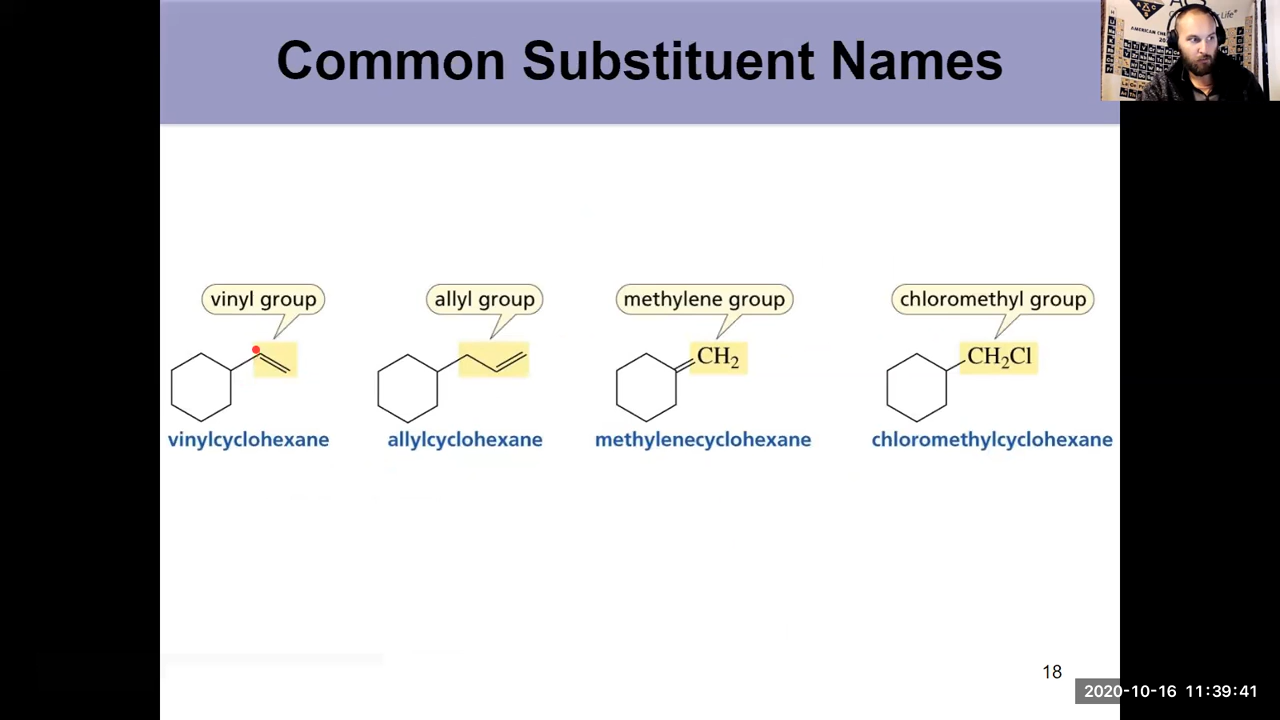 Common Substituent Names
vinyl group
allyl group
methylene group
chloromethyl group
CH2
CH2Cl
vinylcyclohexane
allylcyclohexane
methylenecyclohexane
chloromethylcyclohexane
18
2020-10-16 11:39:41